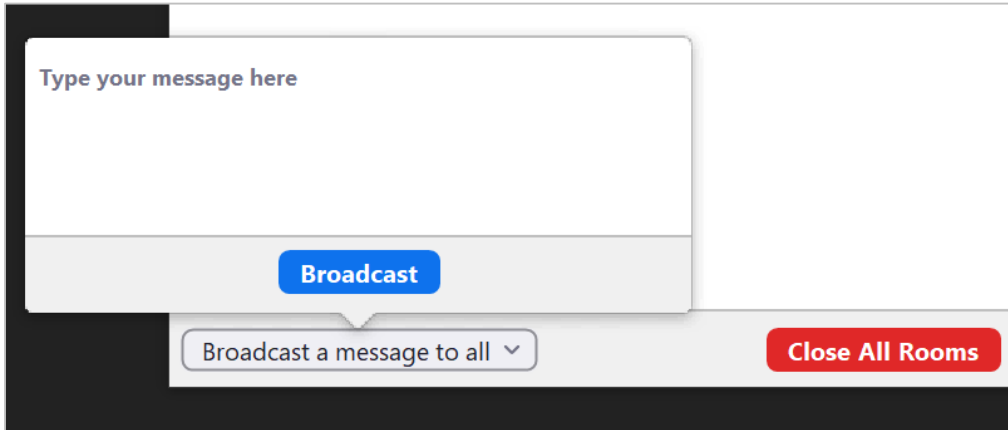 Type your message here
Broadcast
Broadcast a message to all
Close All Rooms